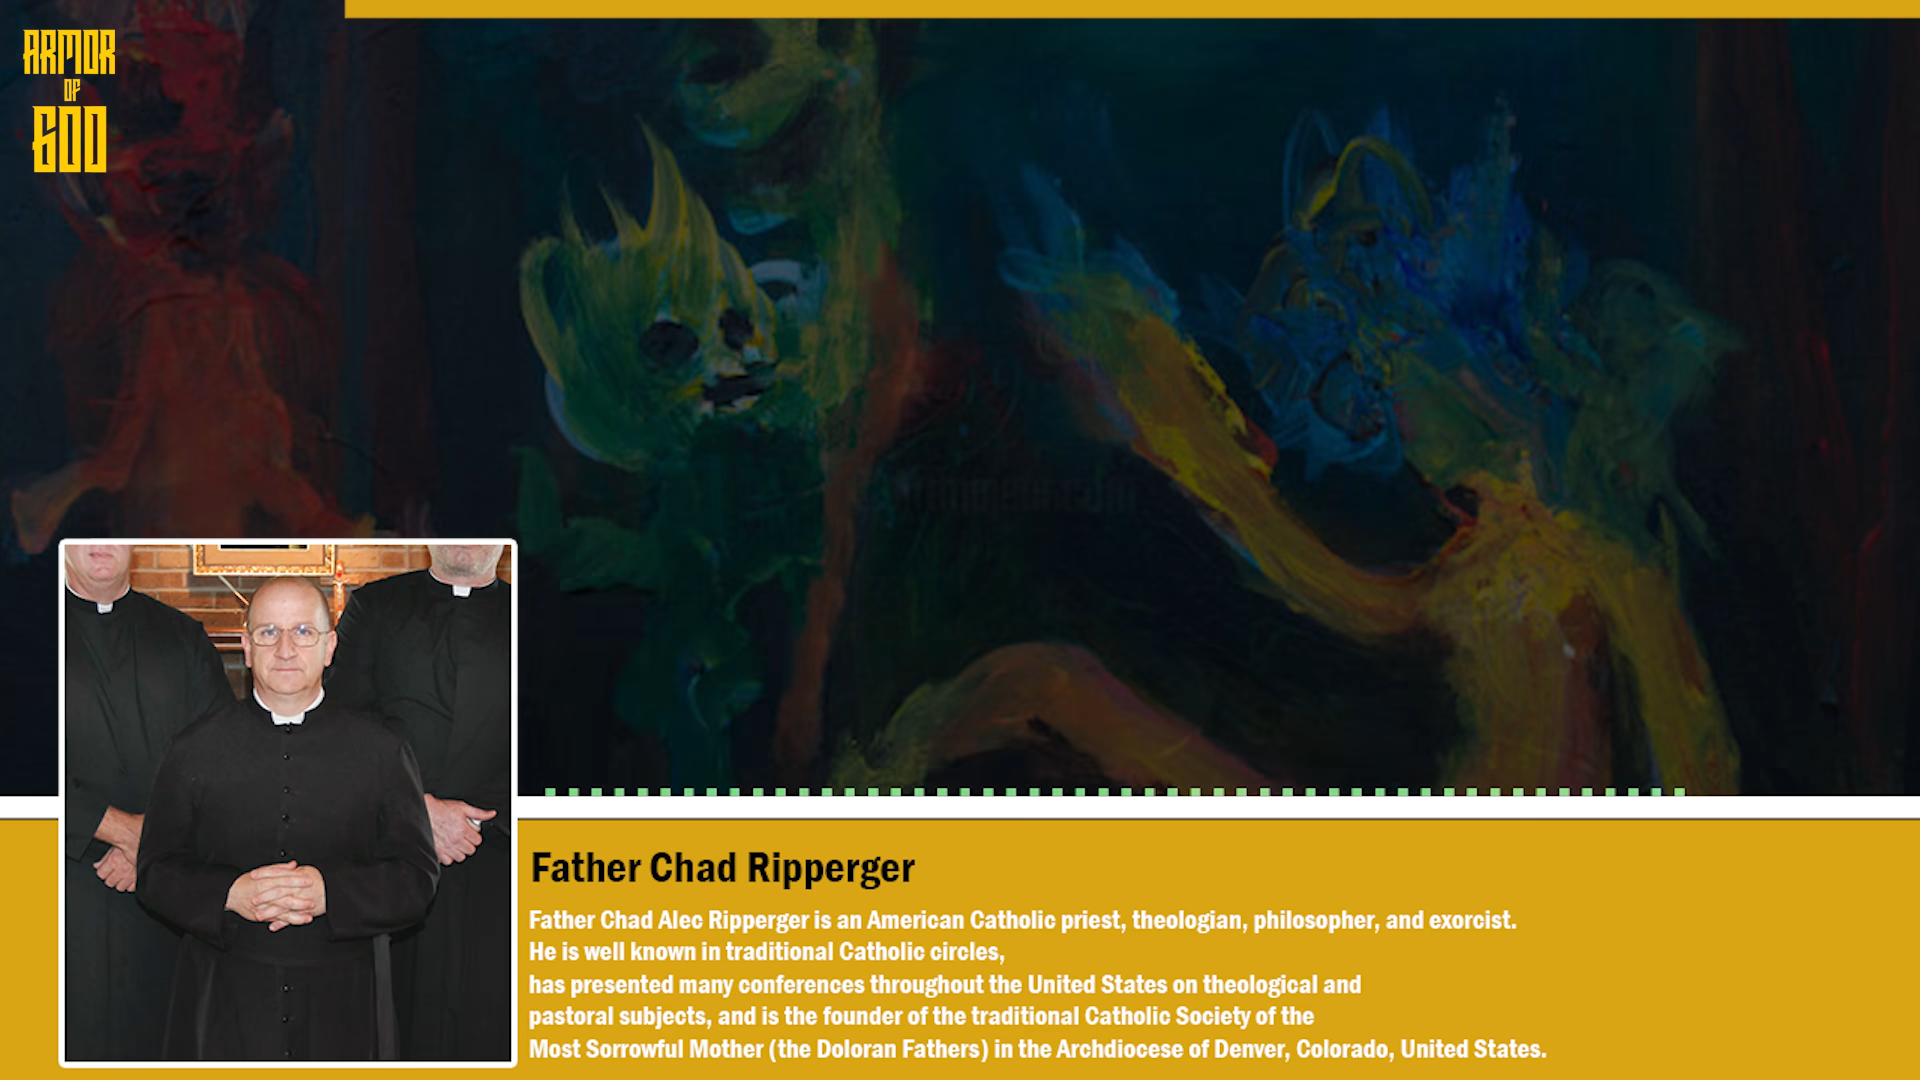 ARMOR
OF
GOD
Father Chad Ripperger
Father Chad Alec Ripperger is an American Catholic priest, theologian, philosopher, and exorcist.
He is well known in traditional Catholic circles,
has presented many conferences throughout the United States on theological and
pastoral subjects, and is the founder of the traditional Catholic Society of the
Most Sorrowful Mother (the Doloran Fathers) in the Archdiocese of Denver, Colorado, United States.